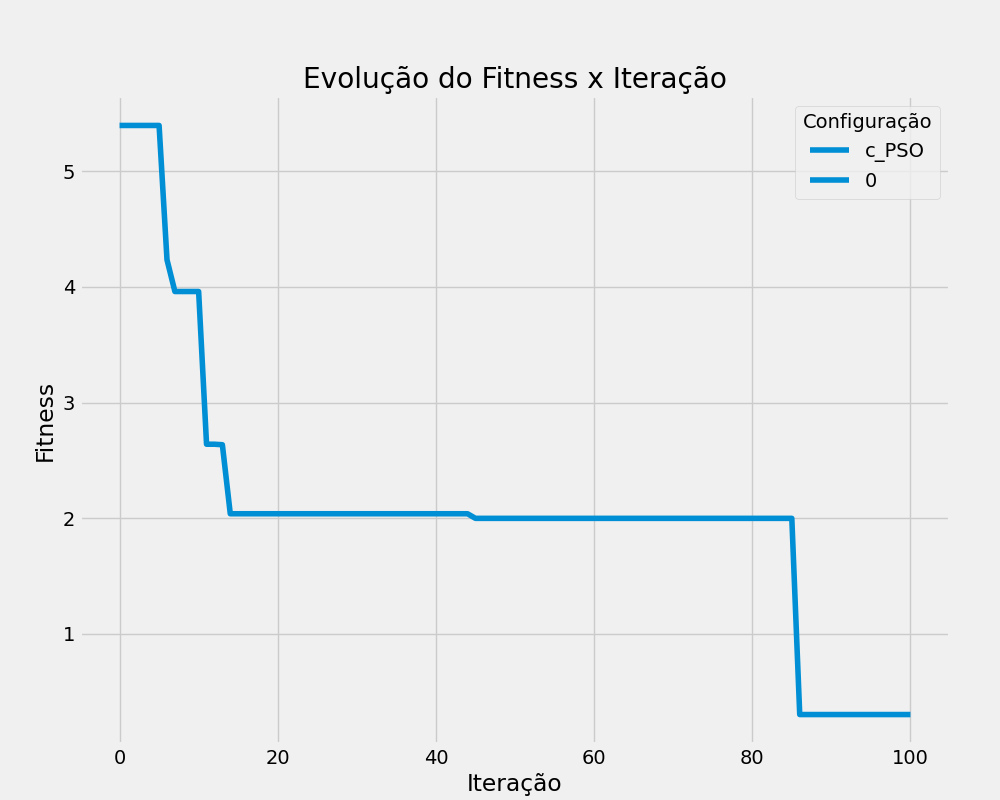 Evolução do Fitness x Iteração
Configuração
c_PSO
0
Fitness
5
4
3
2
1
0 20 40 60 80 100
Iteração